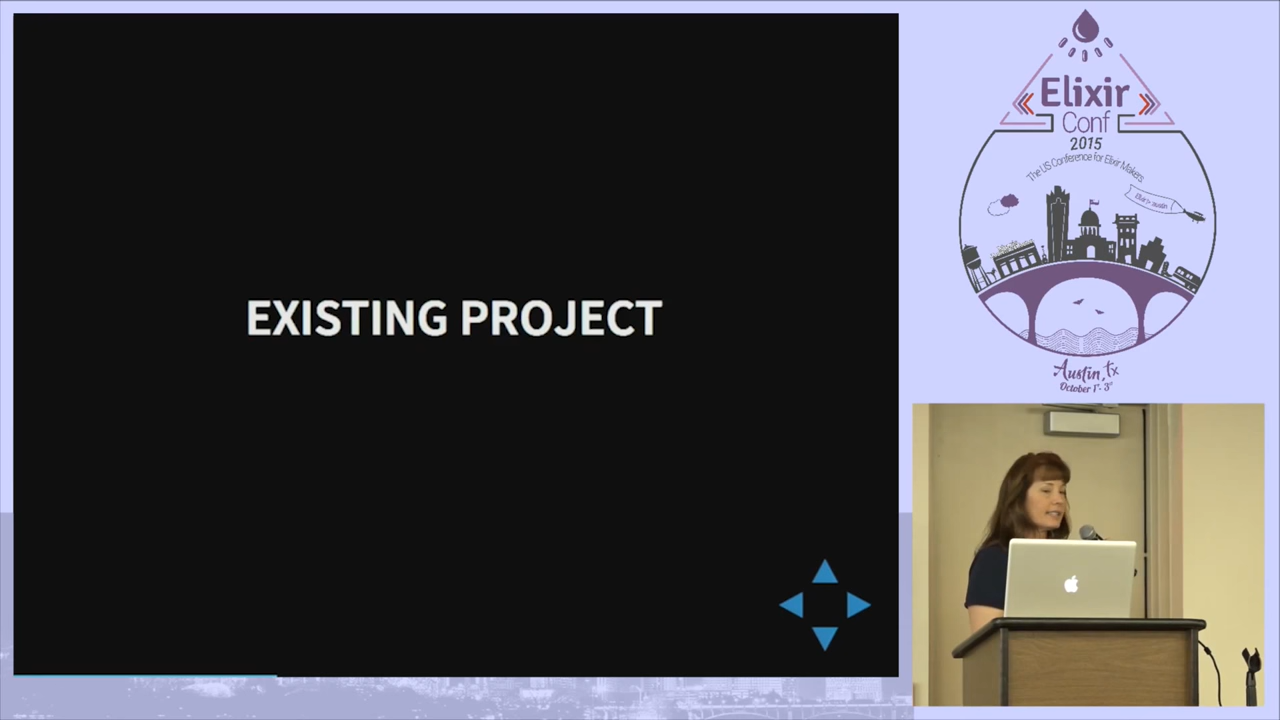 EXISTING PROJECT
Elixir
Conf
2015
The US Conference for Elixir Makers
Austin, Tx
October 1st - 3rd